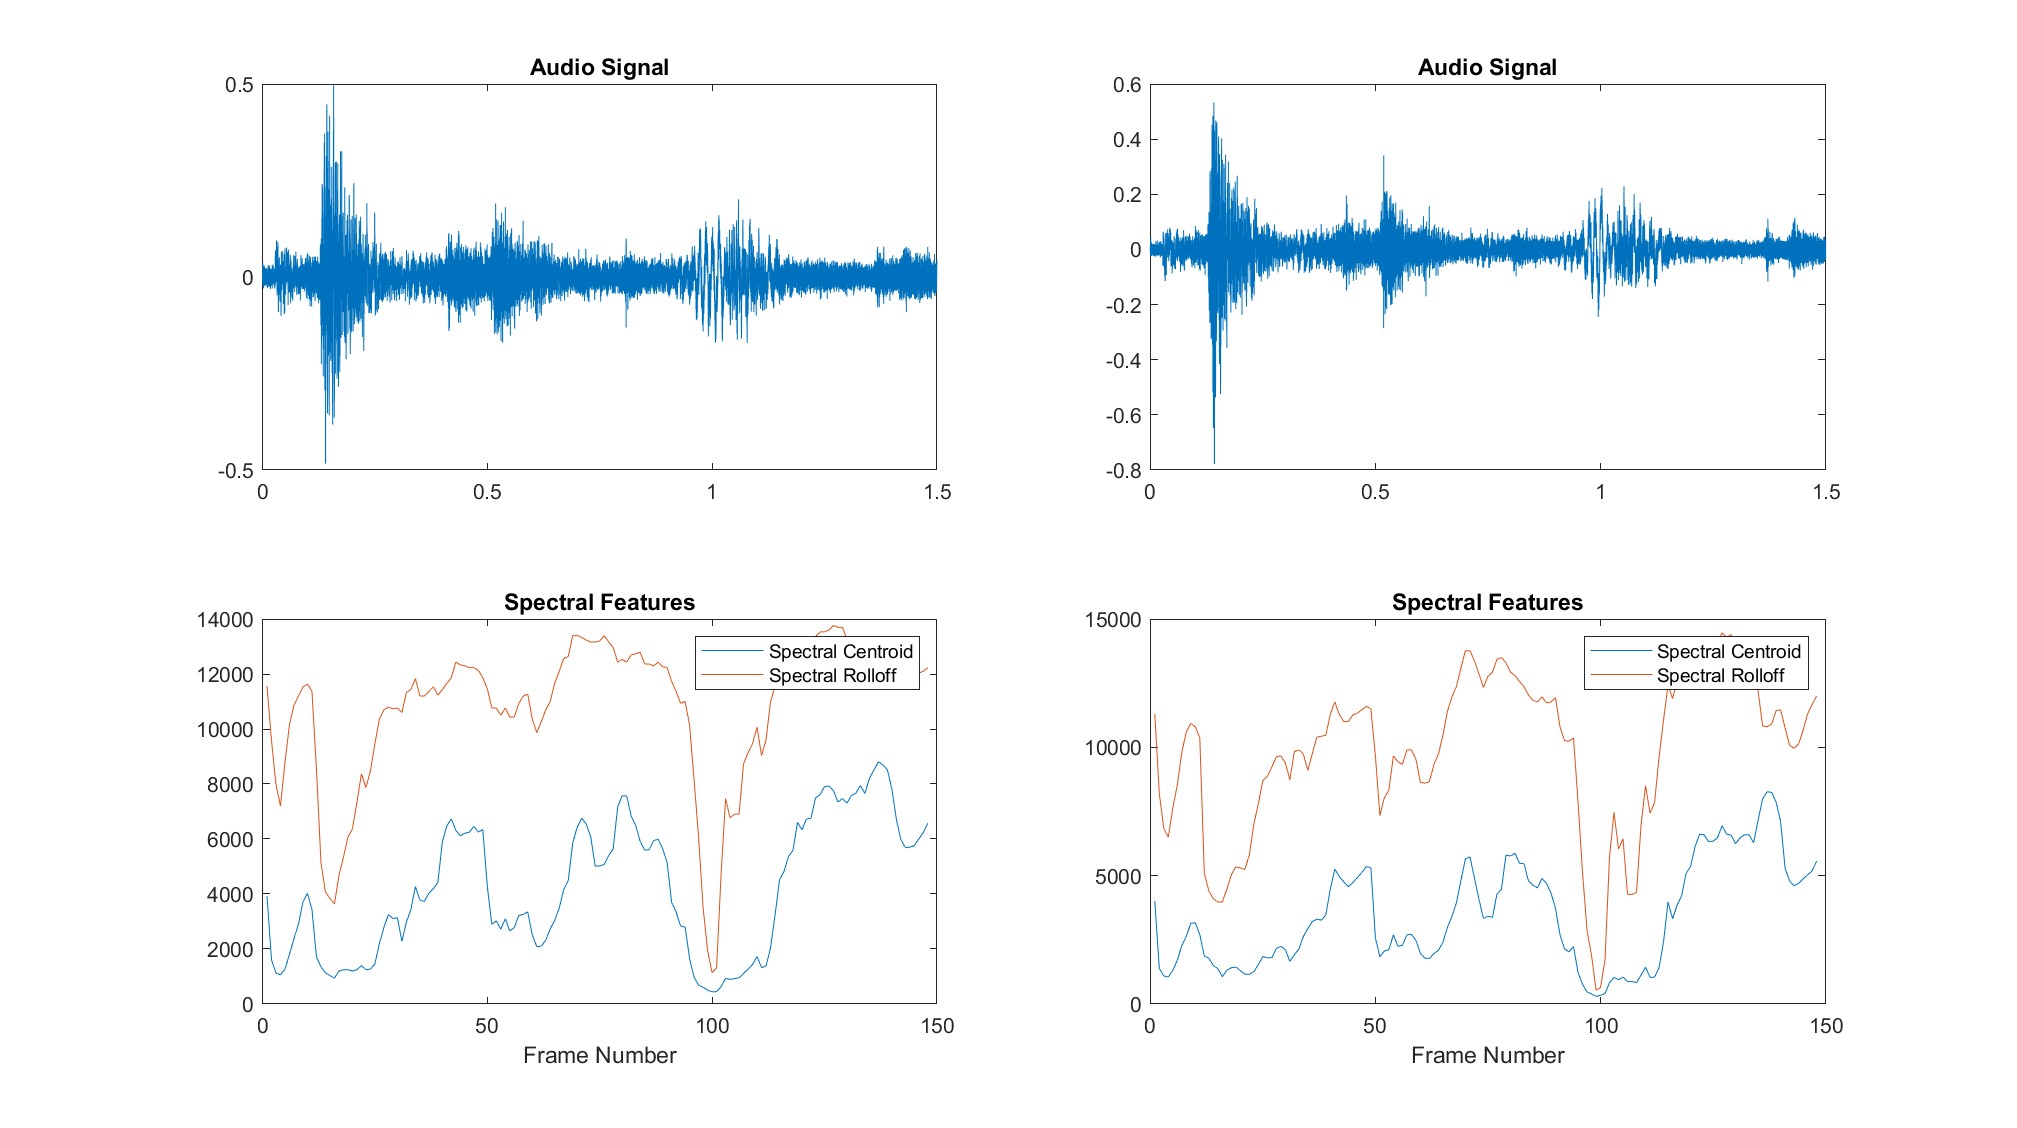 Audio Signal
0.5
0
-0.5
0 0.5 1 1.5
Audio Signal
0.6
0.4
0.2
0
-0.2
-0.4
-0.6
-0.8
0 0.5 1 1.5
Spectral Features
14000
12000
10000
8000
6000
4000
2000
0
Spectral Centroid
Spectral Rolloff
0 50 100 150
Frame Number
Spectral Features
15000
10000
5000
0
Spectral Centroid
Spectral Rolloff
0 50 100 150
Frame Number